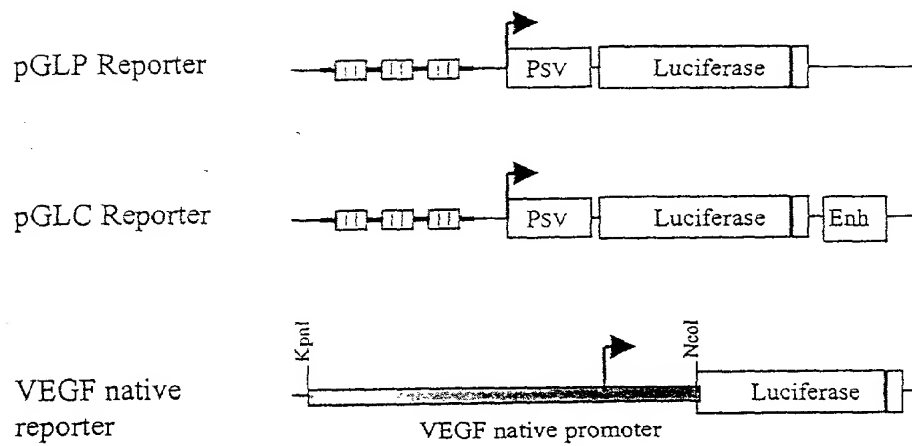 pGLP Reporter
PSV
Luciferase
pGLC Reporter
PSV
Luciferase
Enh
KpnI
NcoI
VEGF native
reporter
Luciferase
VEGF native promoter